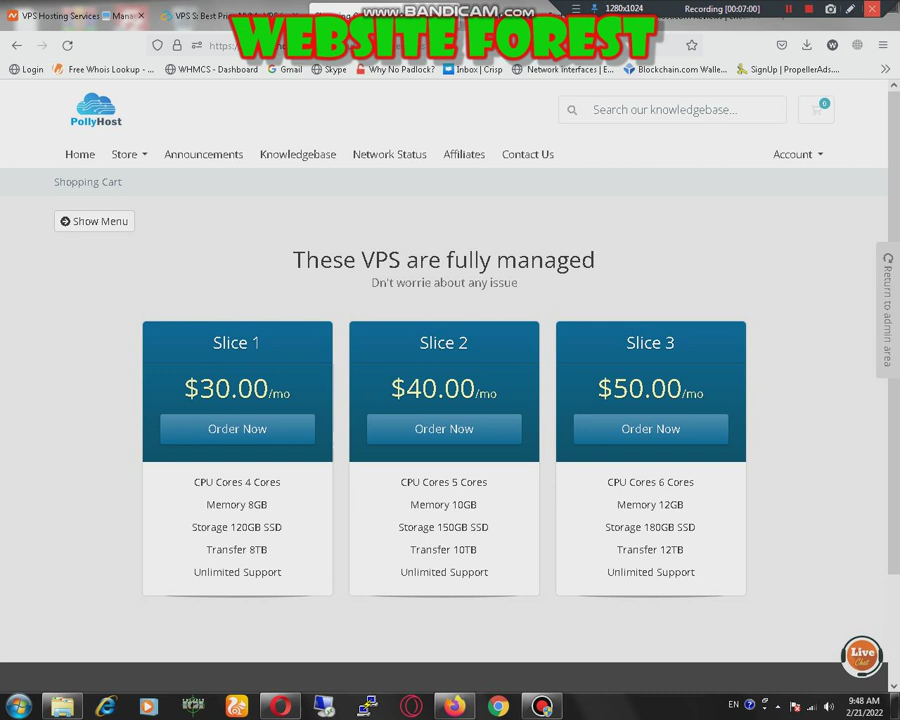 VPS Hosting Services
Manag
VPS S: Best Pri
WWW.BANDICAM.COM
1280x1024
Recording [00:07:00]
WEBSITE FOREST
https:
Login
Free Whois Lookup - ...
WHMCS - Dashboard
Gmail
Skype
Why No Padlock?
Inbox | Crisp
Network Interfaces | E...
Blockchain.com Walle...
SignUp | PropellerAds....
PollyHost
Search our knowledgebase...
6
Home
Store
Announcements
Knowledgebase
Network Status
Affiliates
Contact Us
Account
Shopping Cart
Show Menu
Return to admin area
These VPS are fully managed
Dn't worrie about any issue
Slice 1
$30.00/mo
Order Now
CPU Cores 4 Cores
Memory 8GB
Storage 120GB SSD
Transfer 8TB
Unlimited Support
Slice 2
$40.00/mo
Order Now
CPU Cores 5 Cores
Memory 10GB
Storage 150GB SSD
Transfer 10TB
Unlimited Support
Slice 3
$50.00/mo
Order Now
CPU Cores 6 Cores
Memory 12GB
Storage 180GB SSD
Transfer 12TB
Unlimited Support
Live
Chat
EN
9:48 AM
2/21/2022